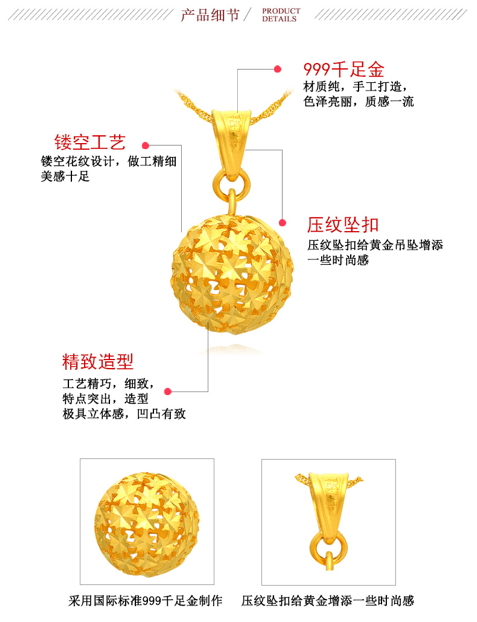 产品细节 / PRODUCT DETAILS
999千足金
材质纯，手工打造，
色泽亮丽，质感一流
镂空工艺
镂空花纹设计，做工精细
美感十足
压纹坠扣
压纹坠扣给黄金吊坠增添
一些时尚感
精致造型
工艺精巧，细致，
特点突出，造型
极具立体感，凹凸有致
采用国际标准999千足金制作
压纹坠扣给黄金增添一些时尚感